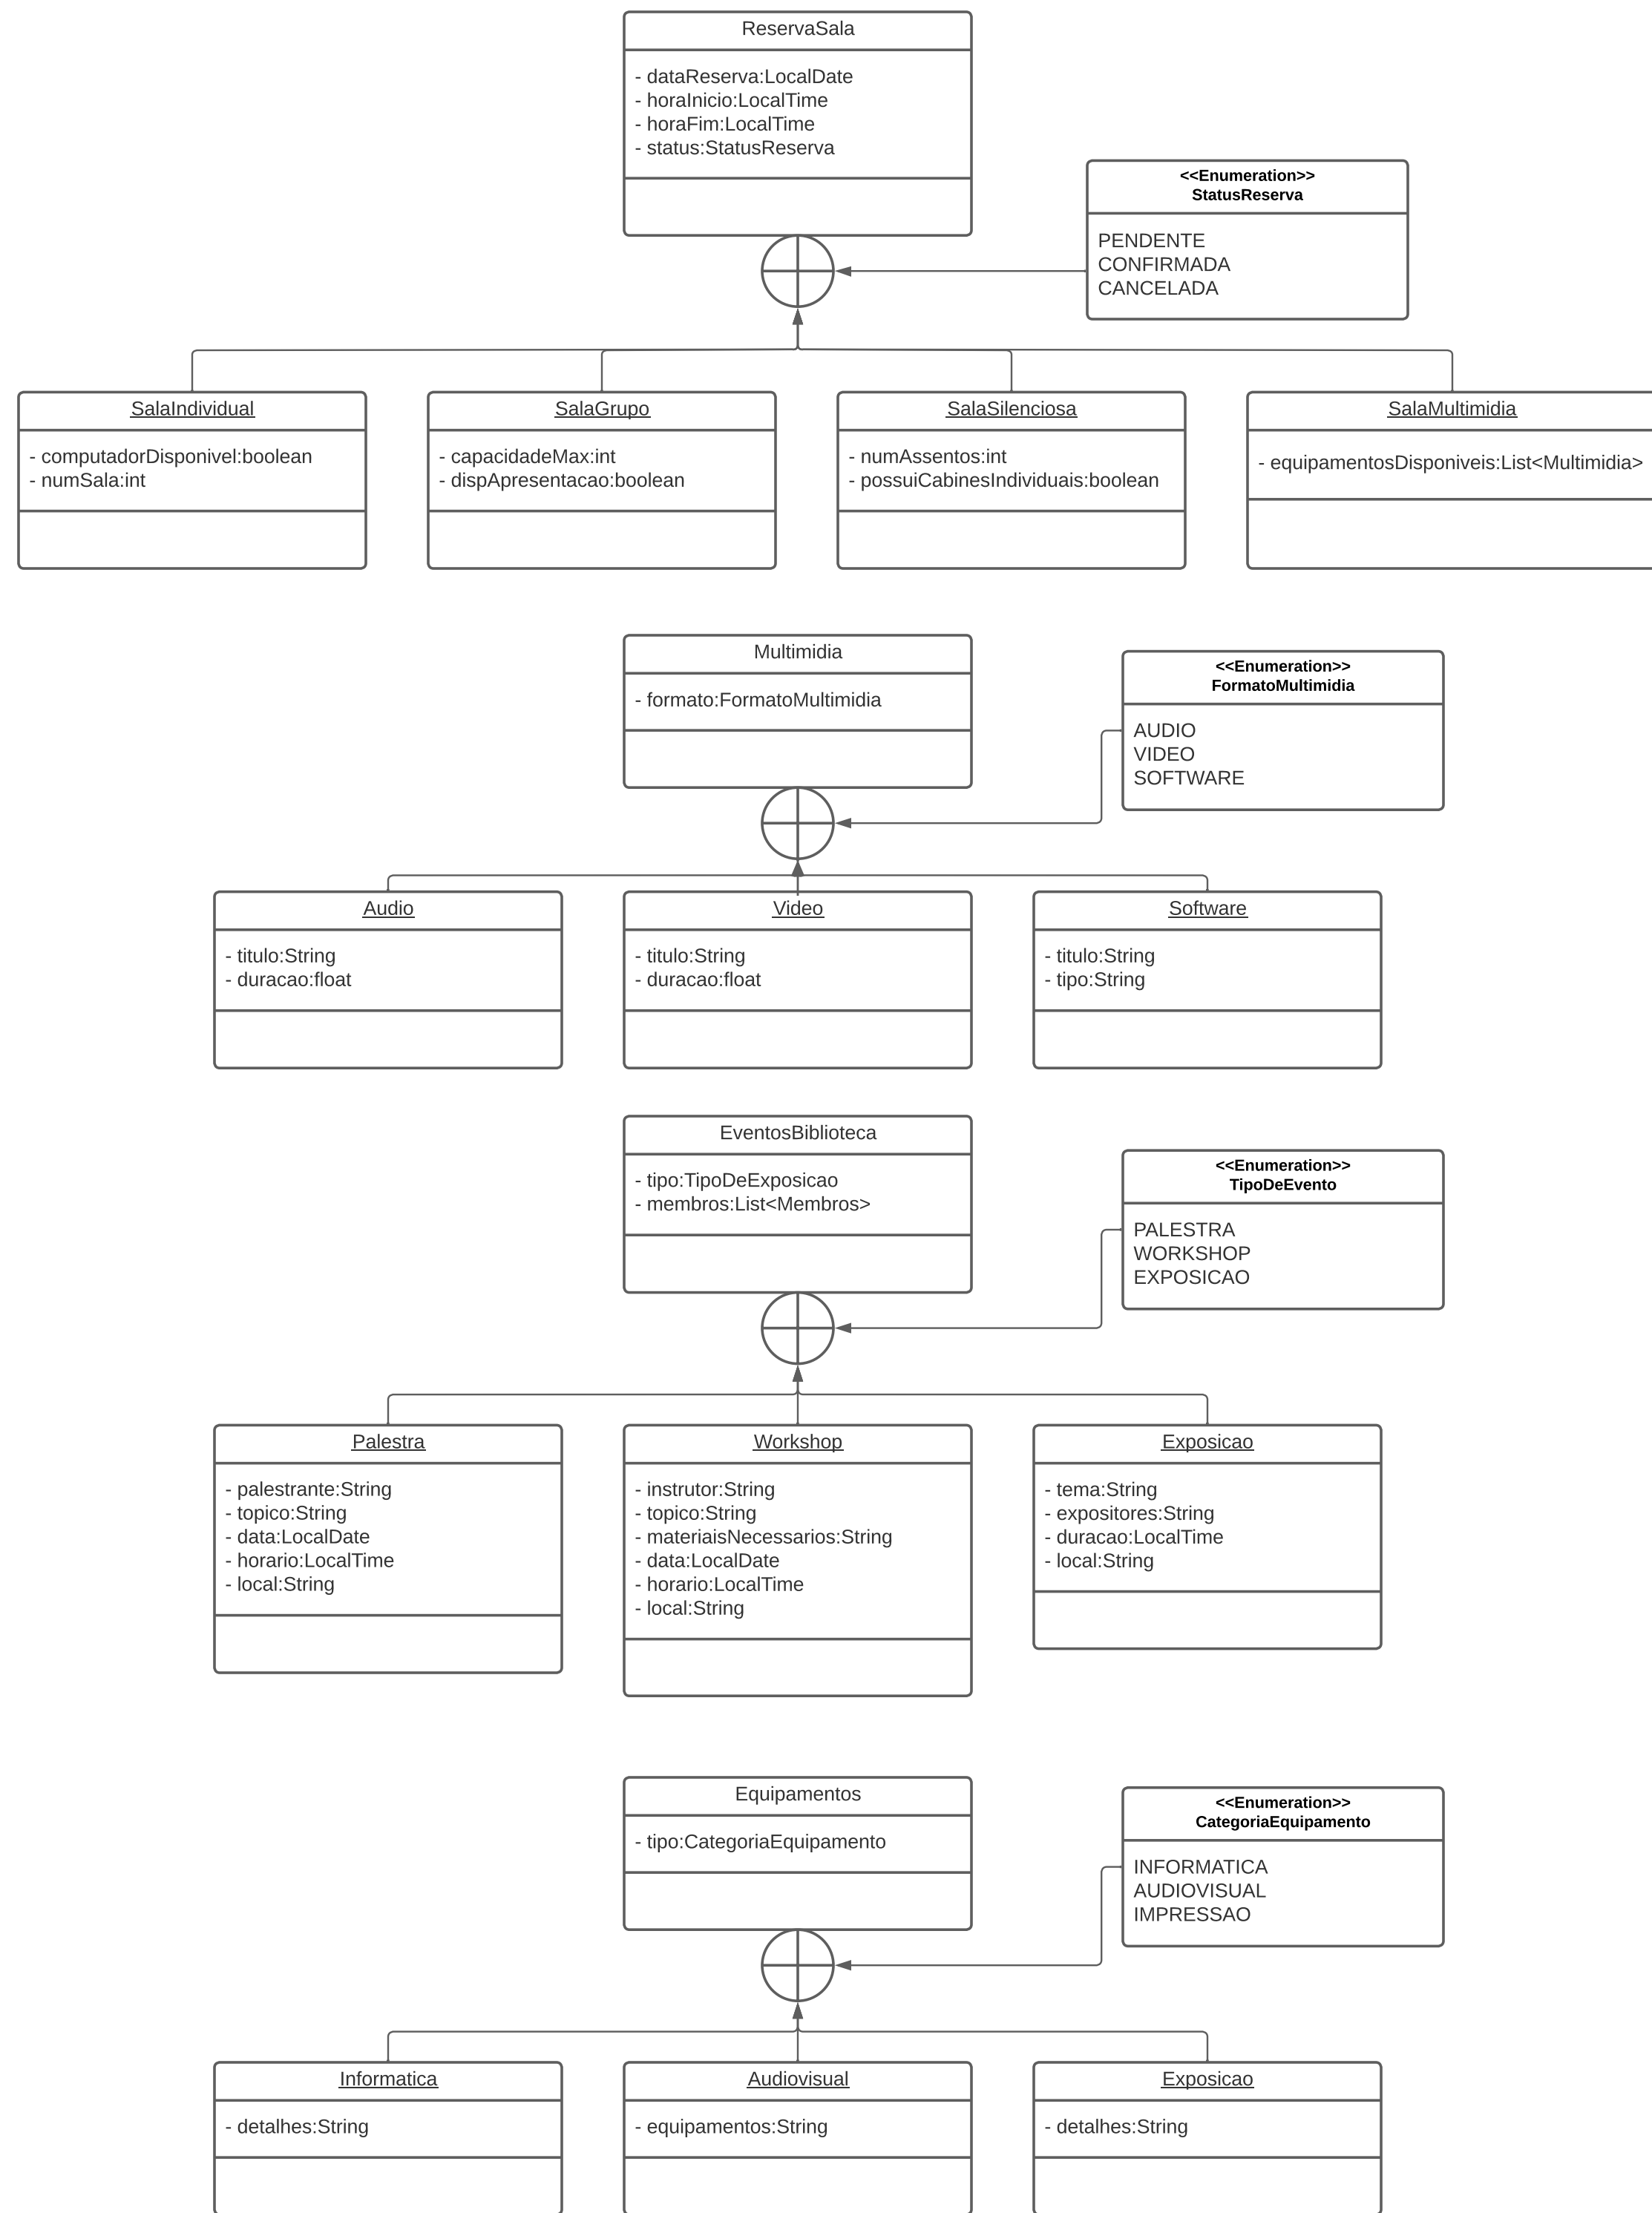 ReservaSala
- dataReserva:LocalDate
- horaInicio:LocalTime
- horaFim:LocalTime
- status:StatusReserva
<<Enumeration>>
StatusReserva
PENDENTE
CONFIRMADA
CANCELADA
SalaIndividual
- computadorDisponivel:boolean
- numSala:int
SalaGrupo
- capacidadeMax:int
- dispApresentacao:boolean
SalaSilenciosa
- numAssentos:int
- possuiCabinesIndividuais:boolean
SalaMultimidia
- equipamentosDisponiveis:List<Multimidia>
Multimidia
- formato:FormatoMultimidia
<<Enumeration>>
FormatoMultimidia
AUDIO
VIDEO
SOFTWARE
Audio
- titulo:String
- duracao:float
Video
- titulo:String
- duracao:float
Software
- titulo:String
- tipo:String
EventosBiblioteca
- tipo:TipoDeExposicao
- membros:List<Membros>
<<Enumeration>>
TipoDeEvento
PALESTRA
WORKSHOP
EXPOSICAO
Palestra
- palestrante:String
- topico:String
- data:LocalDate
- horario:LocalTime
- local:String
Workshop
- instrutor:String
- topico:String
- materiaisNecessarios:String
- data:LocalDate
- horario:LocalTime
- local:String
Exposicao
- tema:String
- expositores:String
- duracao:LocalTime
- local:String
Equipamentos
- tipo:CategoriaEquipamento
<<Enumeration>>
CategoriaEquipamento
INFORMATICA
AUDIOVISUAL
IMPRESSAO
Informatica
- detalhes:String
Audiovisual
- equipamentos:String
Exposicao
- detalhes:String